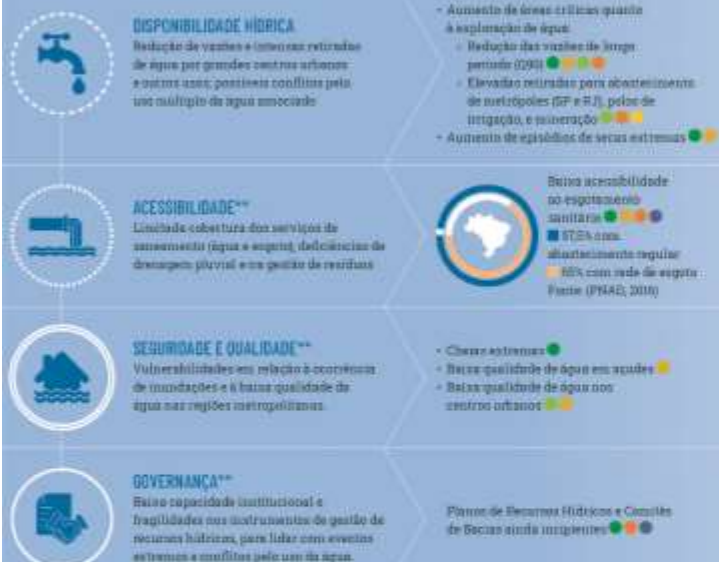 DISPONIBILIDADE HÍDRICA
Redução de vazões e intensas retiradas
de água por grandes centros urbanos
e outros usos; possíveis conflitos pelo
uso múltiplo da água associado
• Aumento de áreas críticas quanto
à exploração de água:
Redução das vazões de longo
período (Q90)
Elevadas retiradas para abastecimento
de metrópoles (SP e RJ), polos de
irrigação, e mineração
• Aumento de episódios de secas extremas
ACESSIBILIDADE**
Limitada cobertura dos serviços de
saneamento (água e esgoto), deficiências de
drenagem pluvial e na gestão de resíduos
Baixa acessibilidade
ao esgotamento
sanitário
com
abastecimento regular
com rede de esgoto
Fonte: (PNAD,
SEGURIDADE E QUALIDADE**
Vulnerabilidades em relação à ocorrência
de inundações e à baixa qualidade da
água nas regiões metropolitanas.
• Cheias extremas
• Baixa qualidade de água em açudes
• Baixa qualidade de água nos
centros urbanos
GOVERNANÇA**
Baixa capacidade institucional e
fragilidades nos instrumentos de gestão de
recursos hídricos, para lidar com eventos
extremos e conflitos pelo uso da água.
Planos de Recursos Hídricos e Comitês
de Bacias ainda incipientes